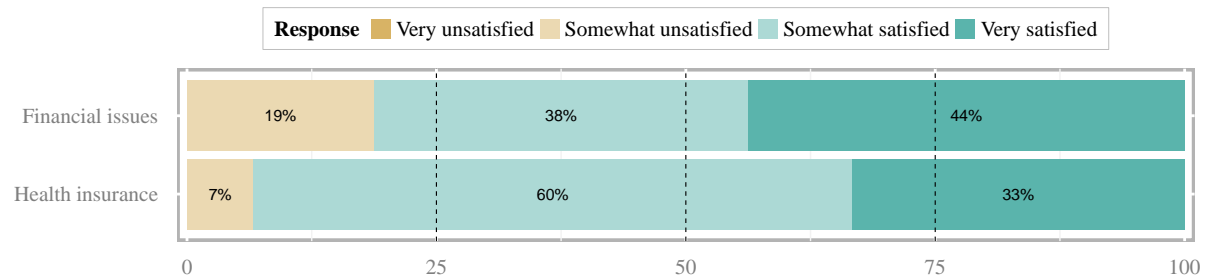 Response Very unsatisfied Somewhat unsatisfied Somewhat satisfied Very satisfied
Financial issues 19% 38% 44%
Health insurance 7% 60% 33%
0 25 50 75 100